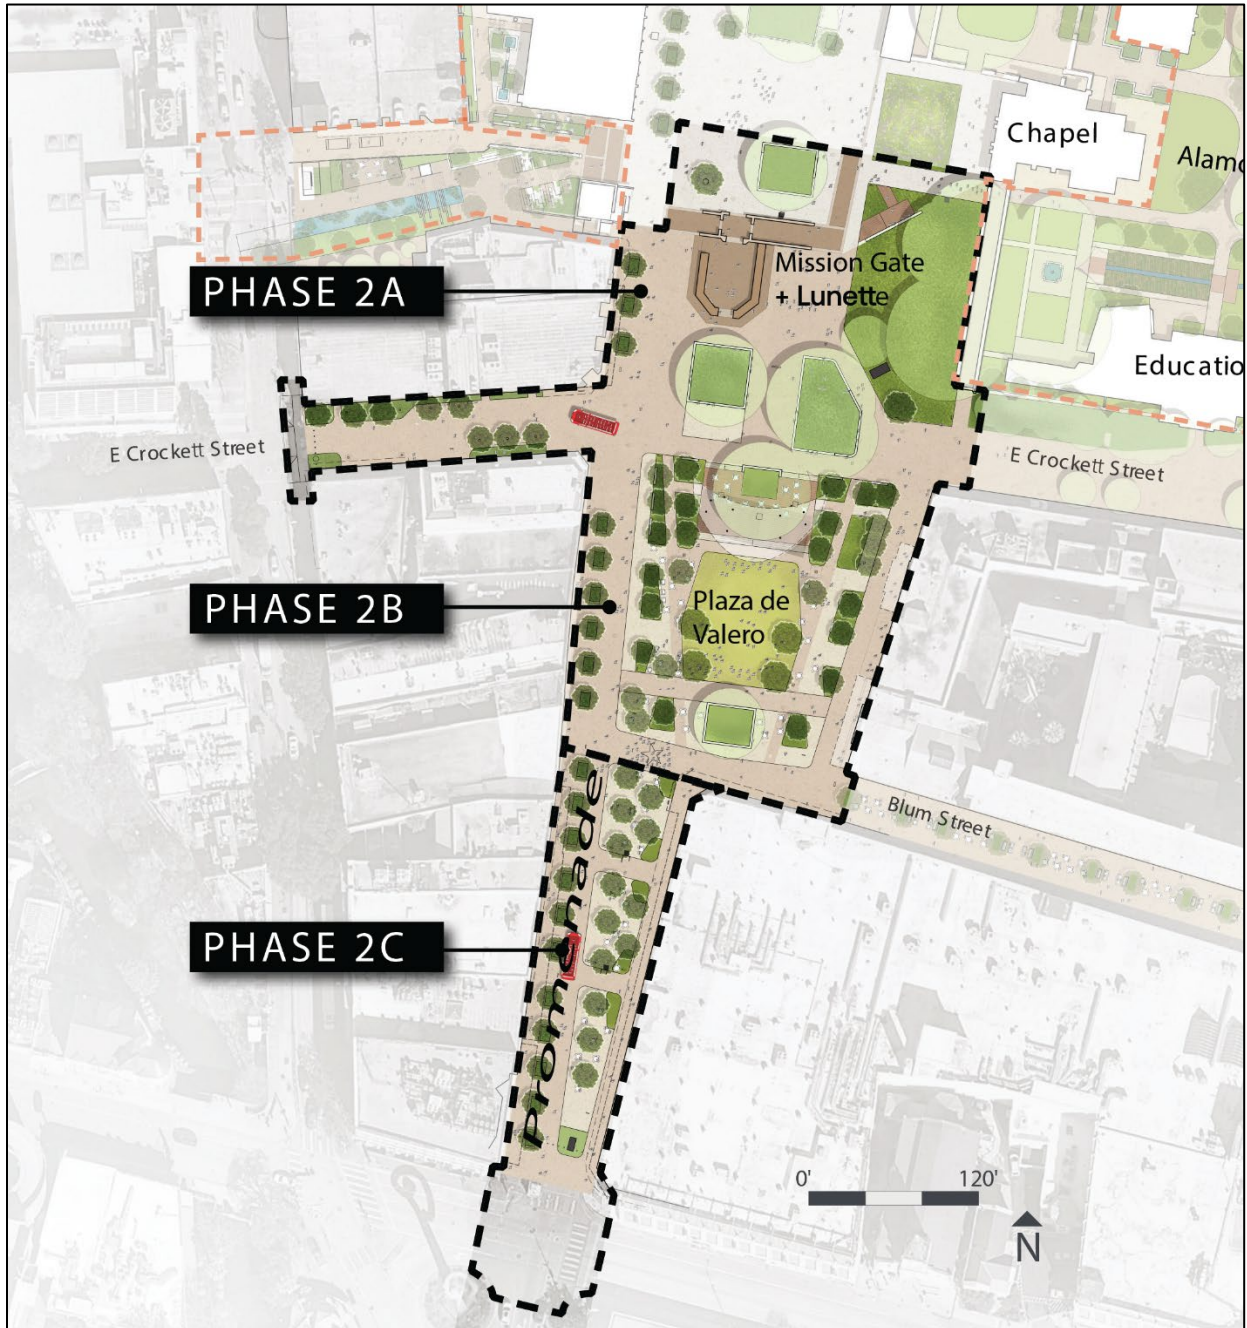 Chapel
Alamo
Mission Gate
+ Lunette
PHASE 2A
Educatio
E Crockett Street
E Crockett Street
PHASE 2B
Plaza de
Valero
Blum Street
Promenade
PHASE 2C
0' 120'
N